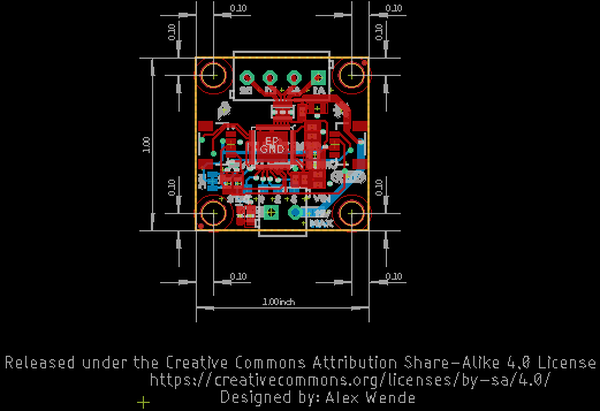 0.10 0.10
0.10 0.10
EP
GND
1.00
0.10 0.10
MAX
0.10 0.10
1.00inch
Released under the Creative Commons Attribution Share-Alike 4.0 License
https://creativecommons.org/licenses/by-sa/4.0/
Designed by: Alex Wende